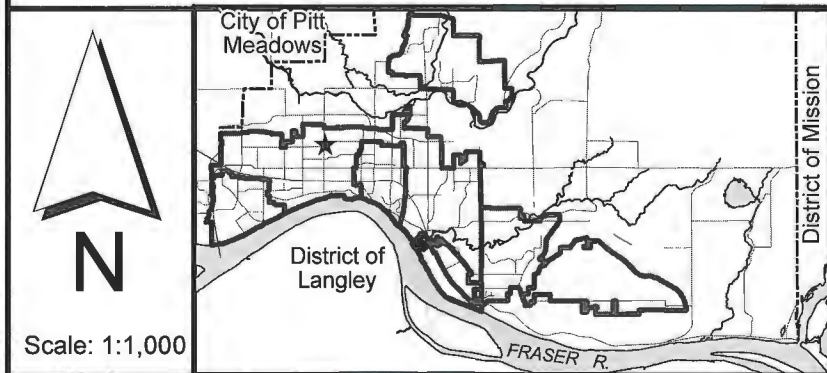 N
Scale: 1:1,000
City of Pitt
Meadows
District of
Langley
FRASER R.
District of Mission